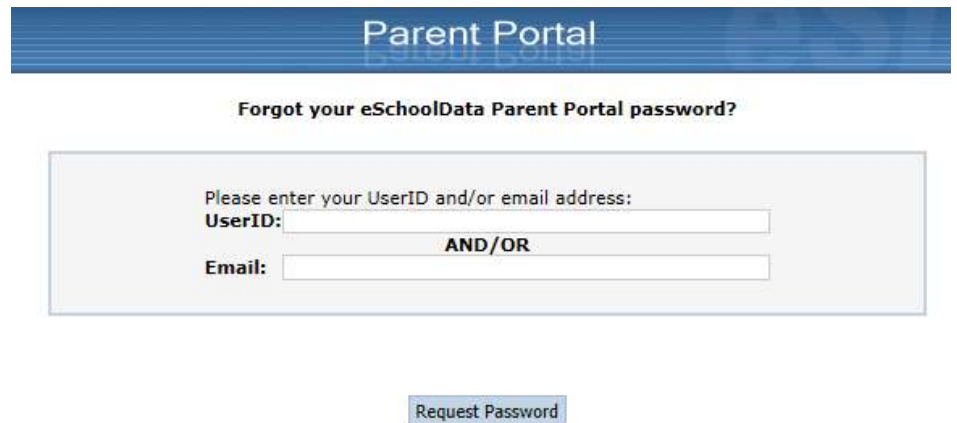 Parent Portal
Forgot your eSchoolData Parent Portal password?
Please enter your UserID and/or email address:
UserID:
AND/OR
Email:
Request Password